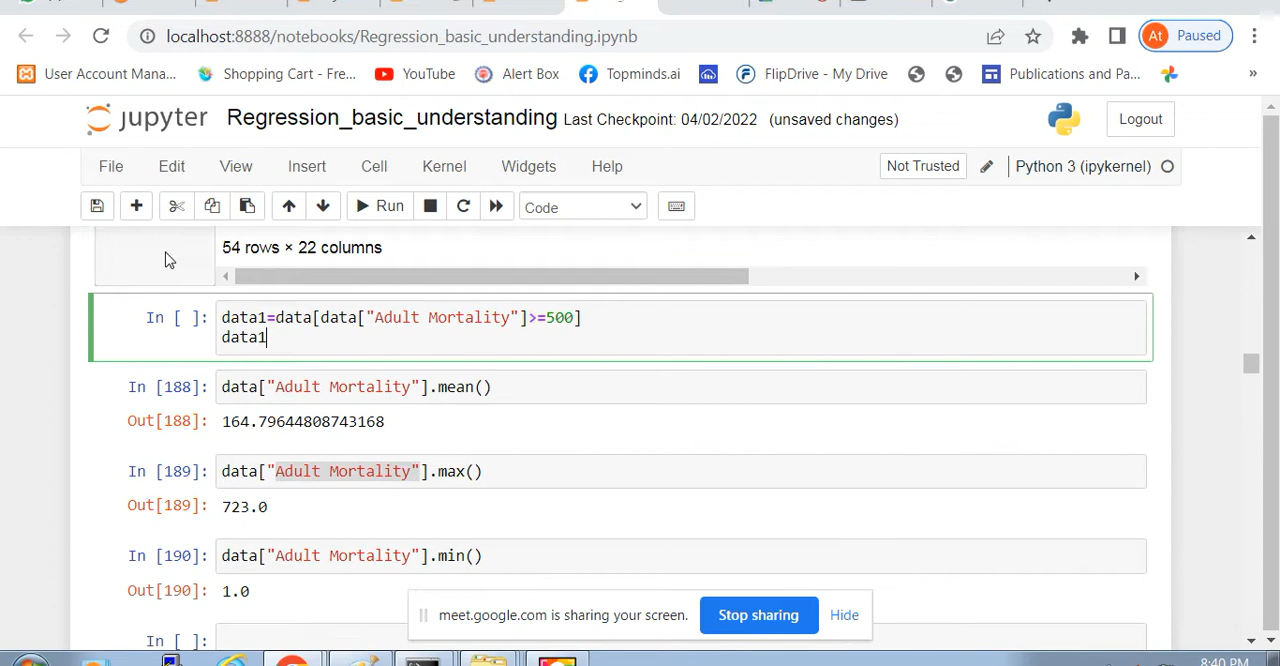 localhost:8888/notebooks/Regression_basic_understanding.ipynb
At Paused
User Account Mana... Shopping Cart - Fre... YouTube Alert Box Topminds.ai FlipDrive - My Drive Publications and Pa... »
jupyter Regression_basic_understanding Last Checkpoint: 04/02/2022 (unsaved changes) Logout
File Edit View Insert Cell Kernel Widgets Help Not Trusted Python 3 (ipykernel)
Run Code
54 rows × 22 columns
In [ ]: data1=data[data["Adult Mortality"]>=500]
data1
In [188]: data["Adult Mortality"].mean()
Out[188]: 164.79644808743168
In [189]: data["Adult Mortality"].max()
Out[189]: 723.0
In [190]: data["Adult Mortality"].min()
Out[190]: 1.0
meet.google.com is sharing your screen. Stop sharing Hide
In [ ]:
8:40 PM